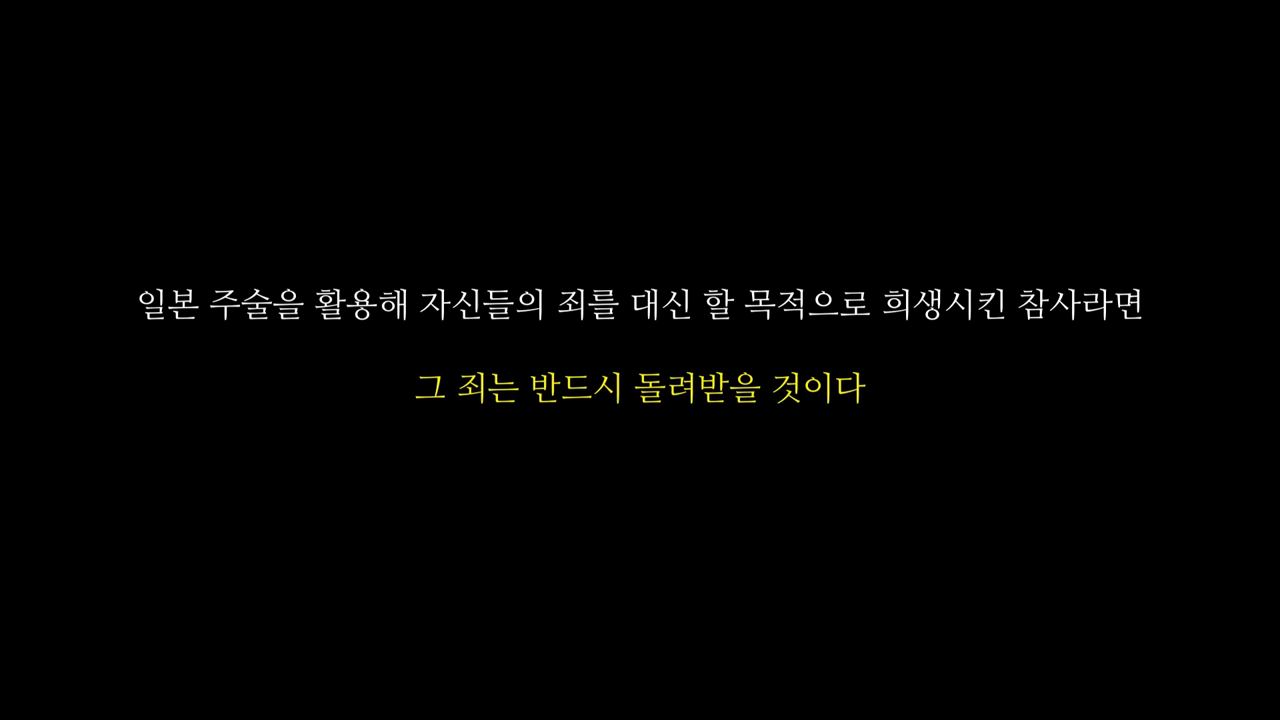 일본 주술을 활용해 자신들의 죄를 대신 할 목적으로 희생시킨 참사라면
그 죄는 반드시 돌려받을 것이다